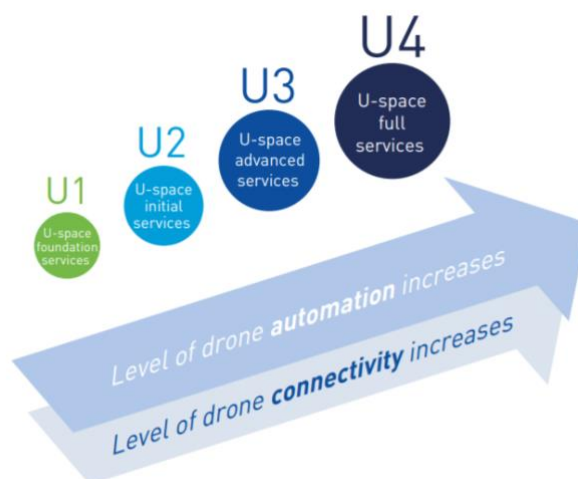 U1
U-space
foundation
services
U2
U-space
initial
services
U3
U-space
advanced
services
U4
U-space
full
services
Level of drone automation increases
Level of drone connectivity increases